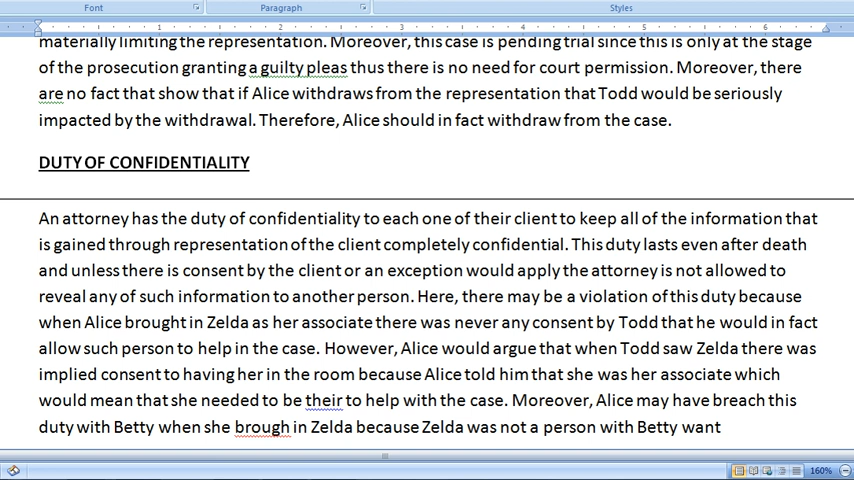 Font Paragraph Styles
1 2 3 4 5 6
materially limiting the representation. Moreover, this case is pending trial since this is only at the stage
of the prosecution granting a guilty pleas thus there is no need for court permission. Moreover, there
are no fact that show that if Alice withdraws from the representation that Todd would be seriously
impacted by the withdrawal. Therefore, Alice should in fact withdraw from the case.
DUTY OF CONFIDENTIALITY
An attorney has the duty of confidentiality to each one of their client to keep all of the information that
is gained through representation of the client completely confidential. This duty lasts even after death
and unless there is consent by the client or an exception would apply the attorney is not allowed to
reveal any of such information to another person. Here, there may be a violation of this duty because
when Alice brought in Zelda as her associate there was never any consent by Todd that he would in fact
allow such person to help in the case. However, Alice would argue that when Todd saw Zelda there was
implied consent to having her in the room because Alice told him that she was her associate which
would mean that she needed to be their to help with the case. Moreover, Alice may have breach this
duty with Betty when she brough in Zelda because Zelda was not a person with Betty want
160%